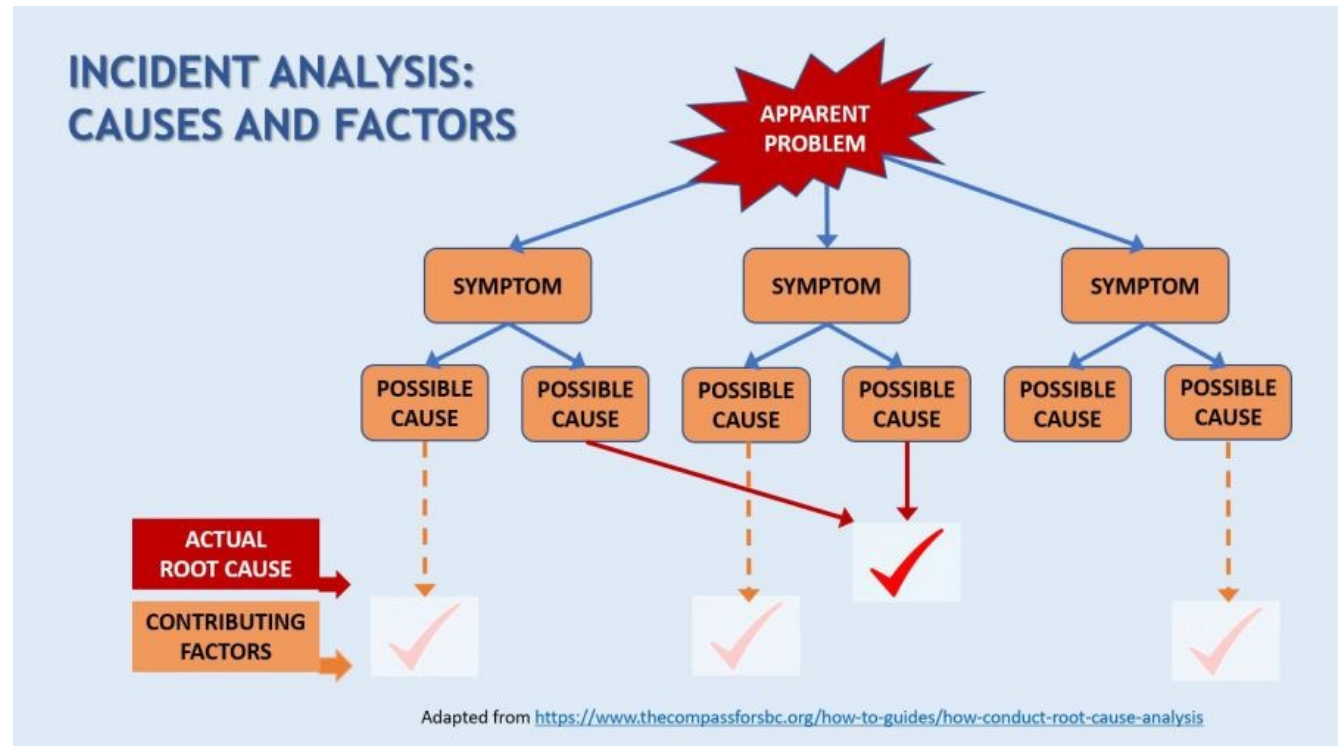 INCIDENT ANALYSIS:
CAUSES AND FACTORS
APPARENT
PROBLEM
SYMPTOM
SYMPTOM
SYMPTOM
POSSIBLE
CAUSE
POSSIBLE
CAUSE
POSSIBLE
CAUSE
POSSIBLE
CAUSE
POSSIBLE
CAUSE
POSSIBLE
CAUSE
ACTUAL
ROOT CAUSE
CONTRIBUTING
FACTORS
Adapted from https://www.thecompassforsbc.org/how-to-guides/how-conduct-root-cause-analysis